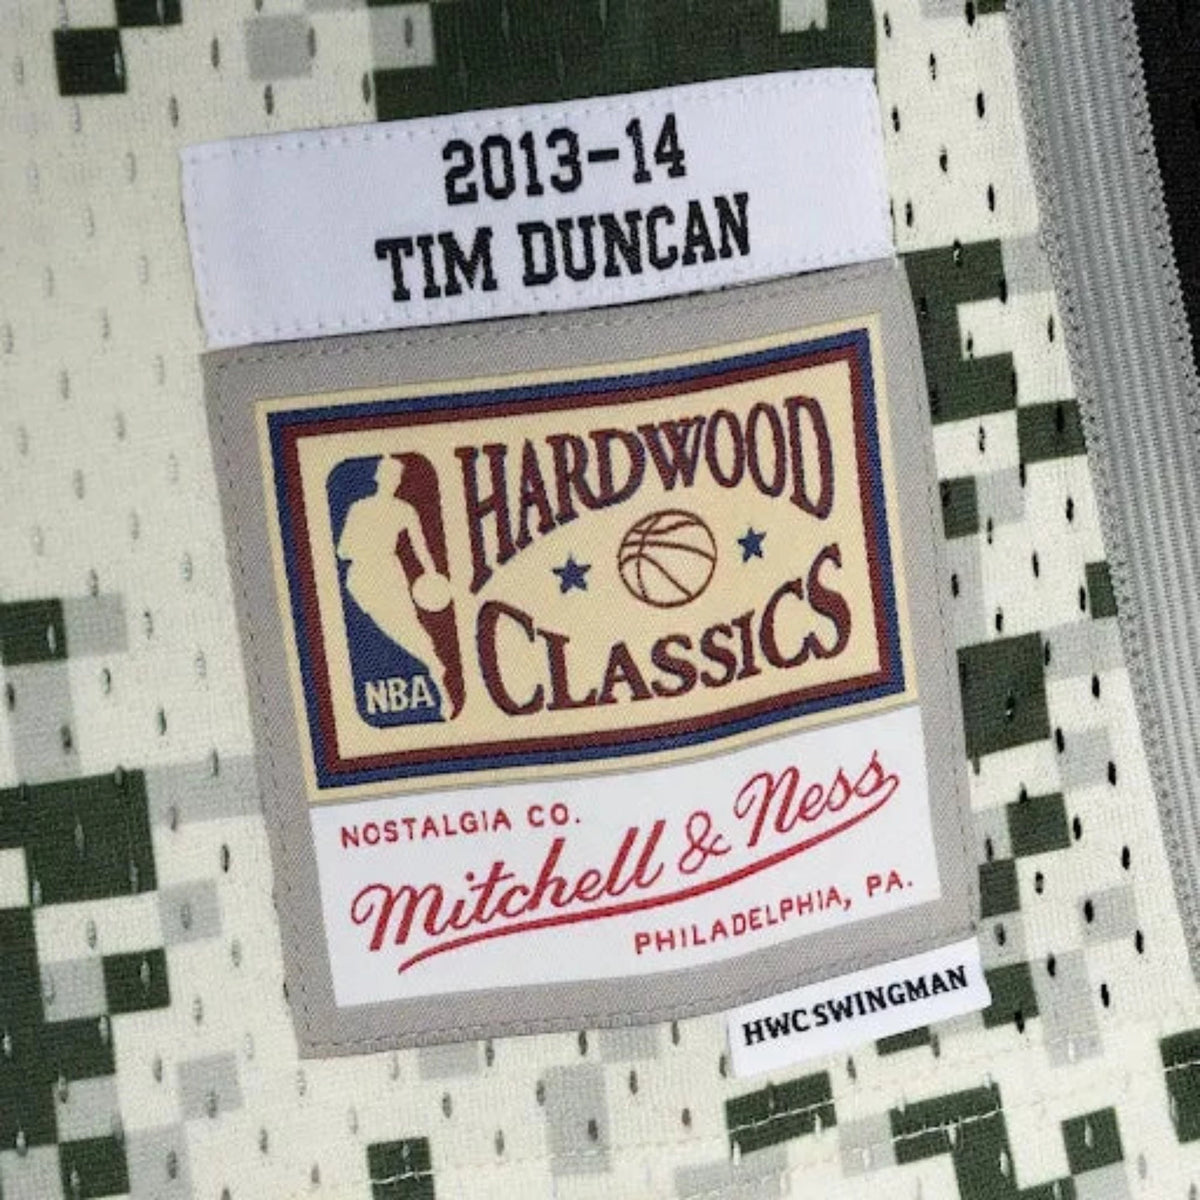 2013-14
TIM DUNCAN
HARDWOOD
CLASSICS
NBA
NOSTALGIA CO.
Mitchell & Ness
PHILADELPHIA, PA.
HWC SWINGMAN